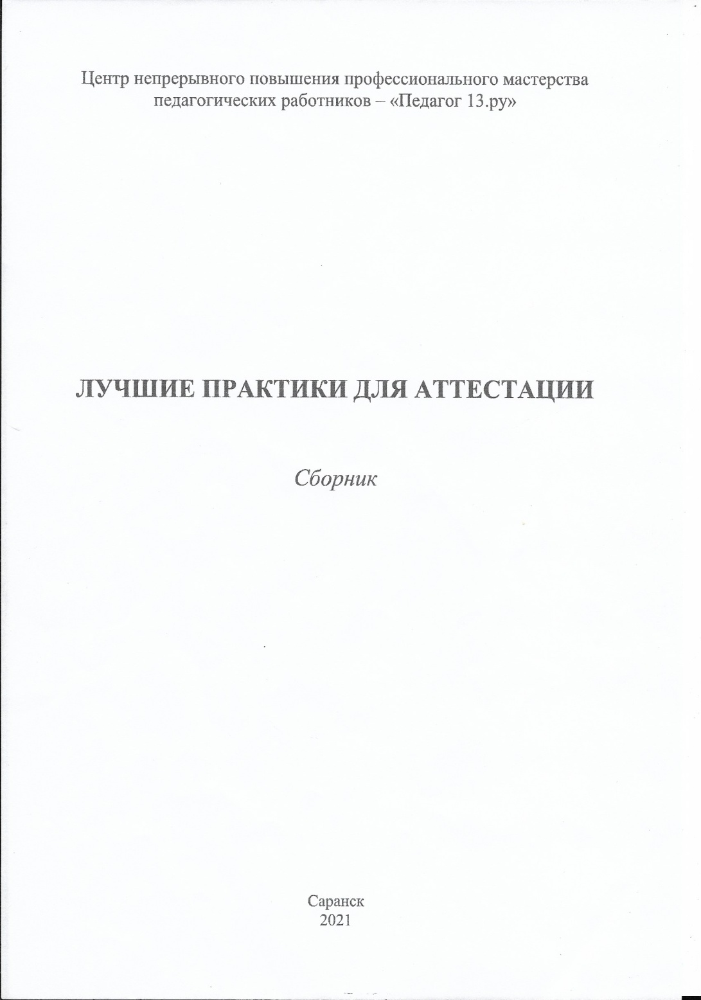 Центр непрерывного повышения профессионального мастерства
педагогических работников – «Педагог 13.ру»
ЛУЧШИЕ ПРАКТИКИ ДЛЯ АТТЕСТАЦИИ
Сборник
Саранск
2021